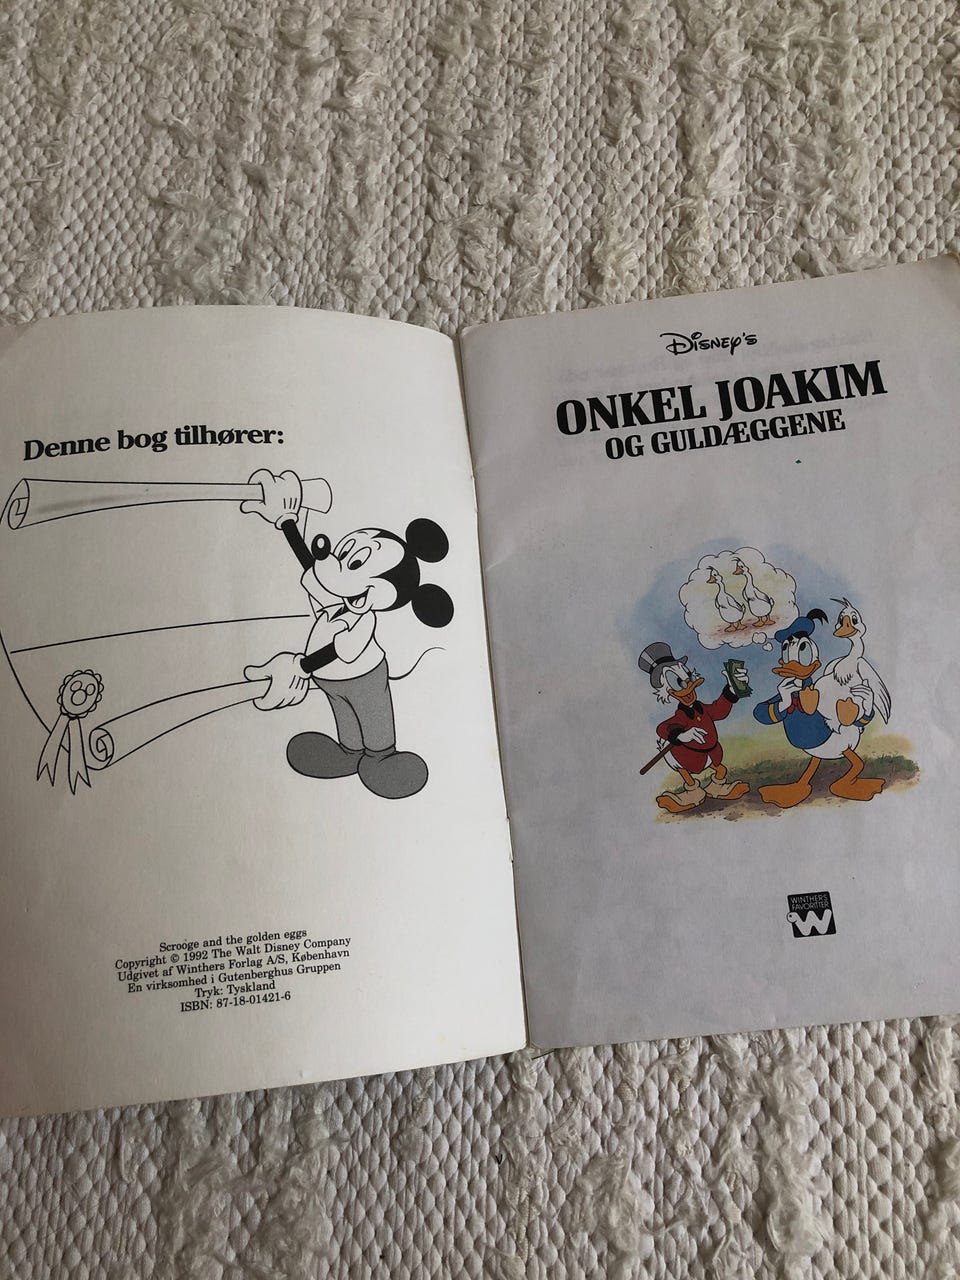 Denne bog tilhører:
Scrooge and the golden eggs
Copyright © 1992 The Walt Disney Company
Udgivet af Winthers Forlag A/S, København
En virksomhed i Gutenberghus Gruppen
Tryk: Tyskland
ISBN: 87-18-01421-6
Disney's
ONKEL JOAKIM
OG GULDÆGGENE
WINTHERS
FAVORITTER
W